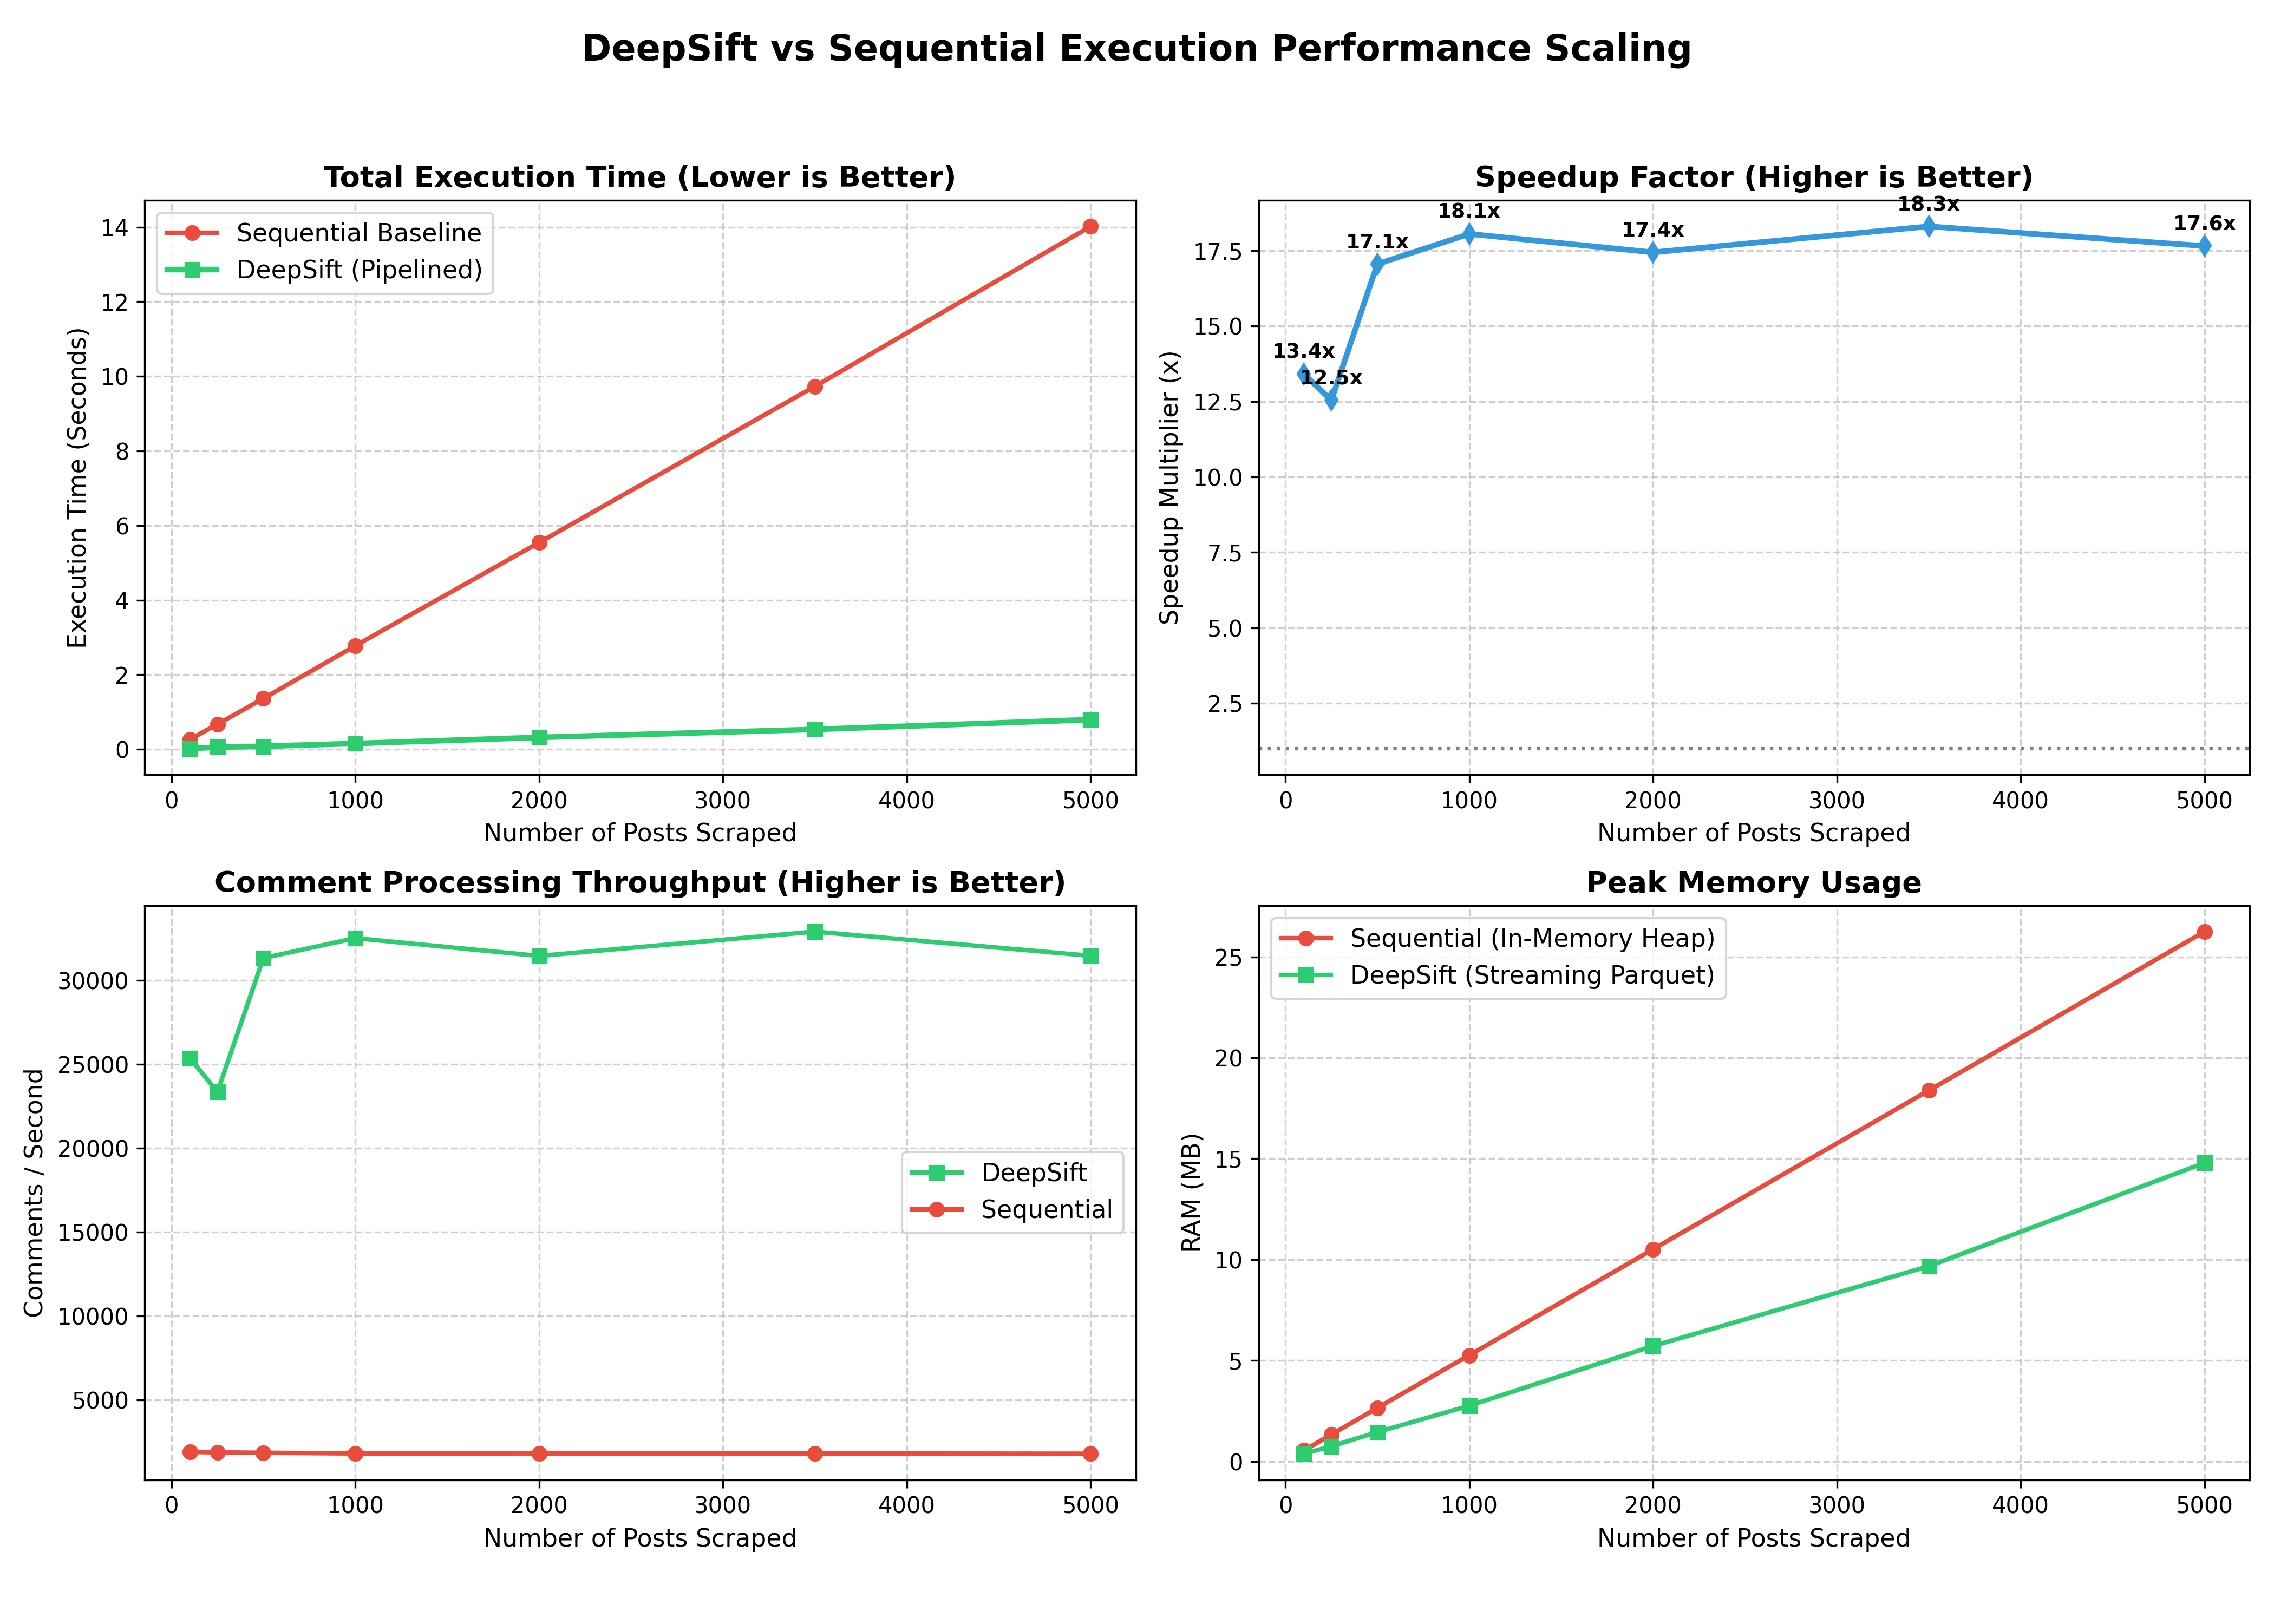 DeepSift vs Sequential Execution Performance Scaling
Total Execution Time (Lower is Better)
Sequential Baseline
DeepSift (Pipelined)
14
12
10
8
6
4
2
0
Execution Time (Seconds)
0 1000 2000 3000 4000 5000
Number of Posts Scraped
Speedup Factor (Higher is Better)
13.4x
12.5x
17.1x
18.1x
17.4x
18.3x
17.6x
17.5
15.0
12.5
10.0
7.5
5.0
2.5
Speedup Multiplier (x)
0 1000 2000 3000 4000 5000
Number of Posts Scraped
Comment Processing Throughput (Higher is Better)
30000
25000
20000
15000
10000
5000
Comments / Second
DeepSift
Sequential
0 1000 2000 3000 4000 5000
Number of Posts Scraped
Peak Memory Usage
Sequential (In-Memory Heap)
DeepSift (Streaming Parquet)
25
20
15
10
5
0
RAM (MB)
0 1000 2000 3000 4000 5000
Number of Posts Scraped